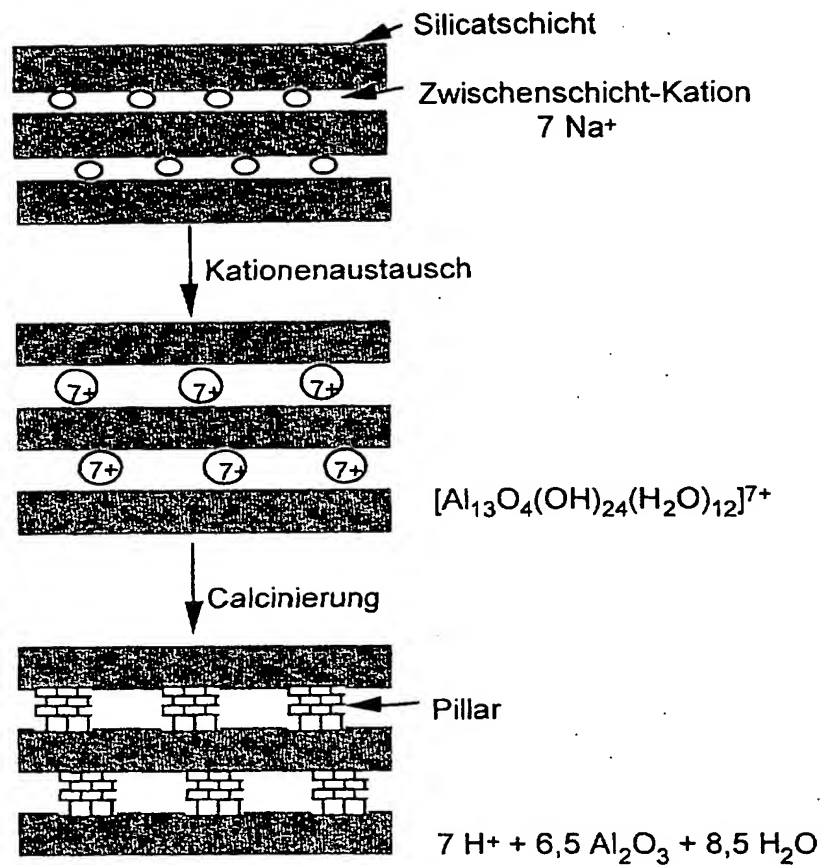 Silicatschicht
Zwischenschicht-Kation
7 Na⁺
Kationenaustausch
7+ 7+ 7+
7+ 7+ 7+
[Al₁₃O₄(OH)₂₄(H₂O)₁₂]⁷⁺
Calcinierung
Pillar
7 H⁺ + 6,5 Al₂O₃ + 8,5 H₂O